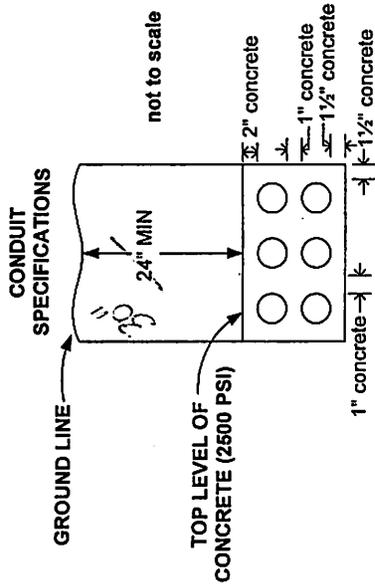 CONDUIT
SPECIFICATIONS
GROUND LINE
not to scale
24" MIN
TOP LEVEL OF
CONCRETE (2500 PSI)
2" concrete
1" concrete
1½" concrete
1" concrete
1½" concrete